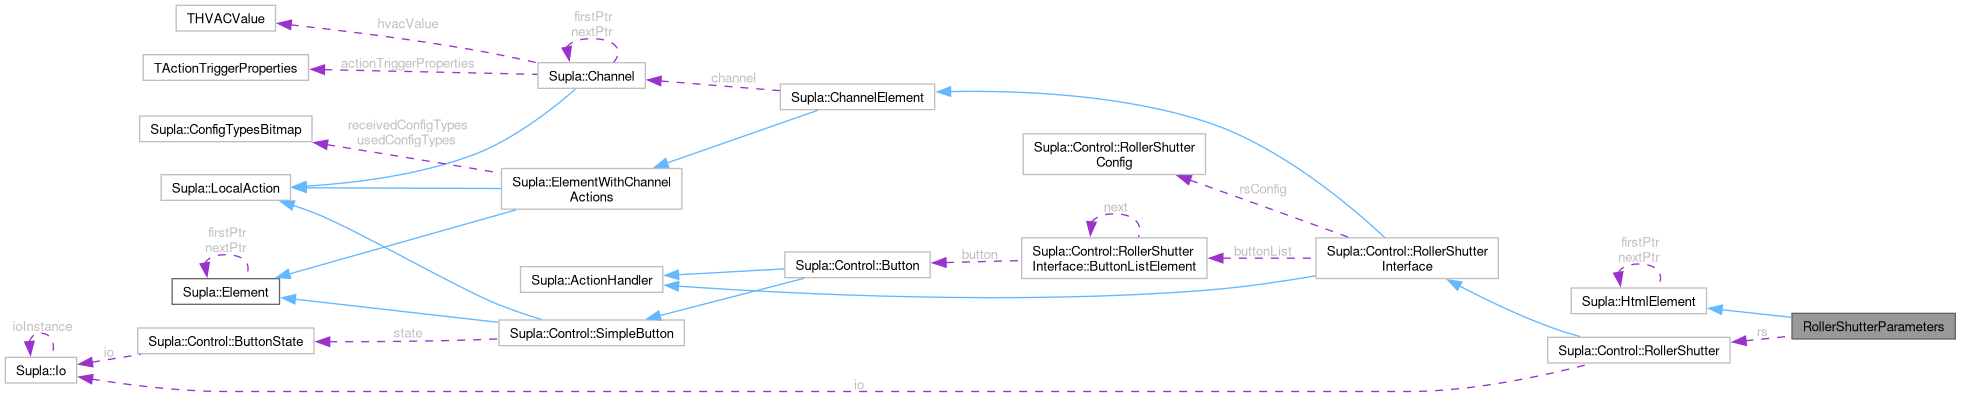 THVACValue
hvacValue
firstPtr
nextPtr
TActionTriggerProperties
actionTriggerProperties
Supla::Channel
channel
Supla::ChannelElement
Supla::ConfigTypesBitmap
receivedConfigTypes
usedConfigTypes
Supla::Control::RollerShutter
Config
Supla::LocalAction
Supla::ElementWithChannel
Actions
rsConfig
next
firstPtr
nextPtr
Supla::Element
Supla::ActionHandler
Supla::Control::Button
button
Supla::Control::RollerShutter
Interface::ButtonListElement
buttonList
Supla::Control::RollerShutter
Interface
firstPtr
nextPtr
Supla::HtmlElement
ioInstance
Supla::Io
io
Supla::Control::ButtonState
state
Supla::Control::SimpleButton
Supla::Control::RollerShutter
rs
RollerShutterParameters
io